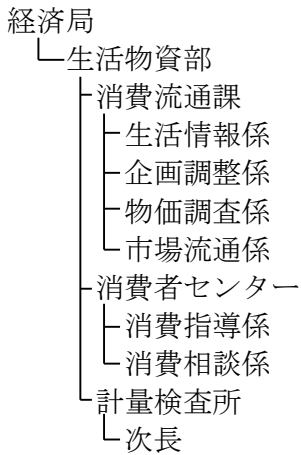 経済局
生活物資部
消費流通課
生活情報係
企画調整係
物価調査係
市場流通係
消費者センター
消費指導係
消費相談係
計量検査所
次長